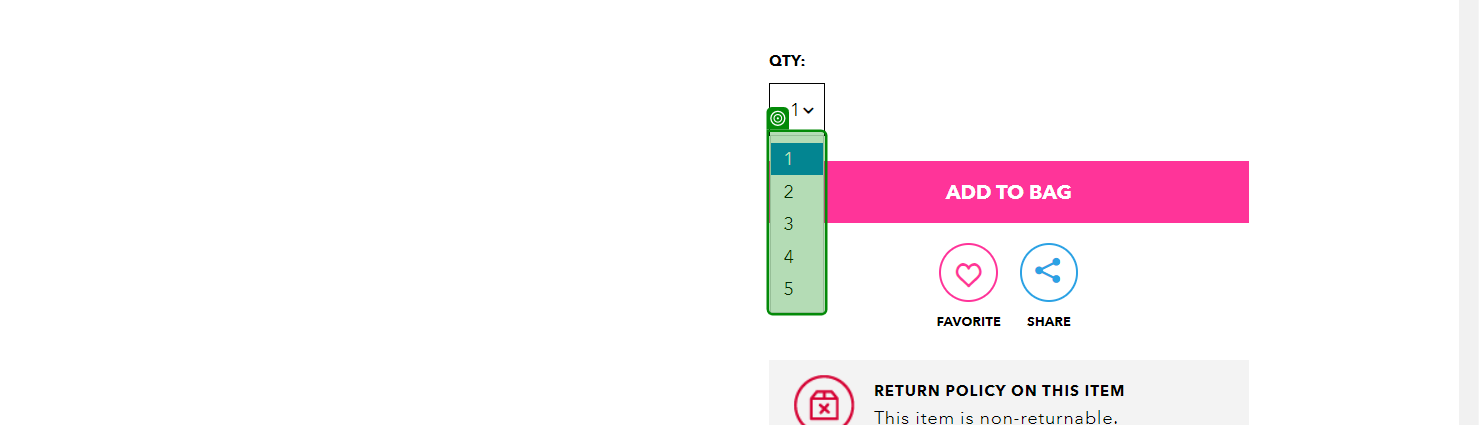 QTY:
1
1
2
3
4
5
ADD TO BAG
FAVORITE SHARE
RETURN POLICY ON THIS ITEM
This item is non-returnable.